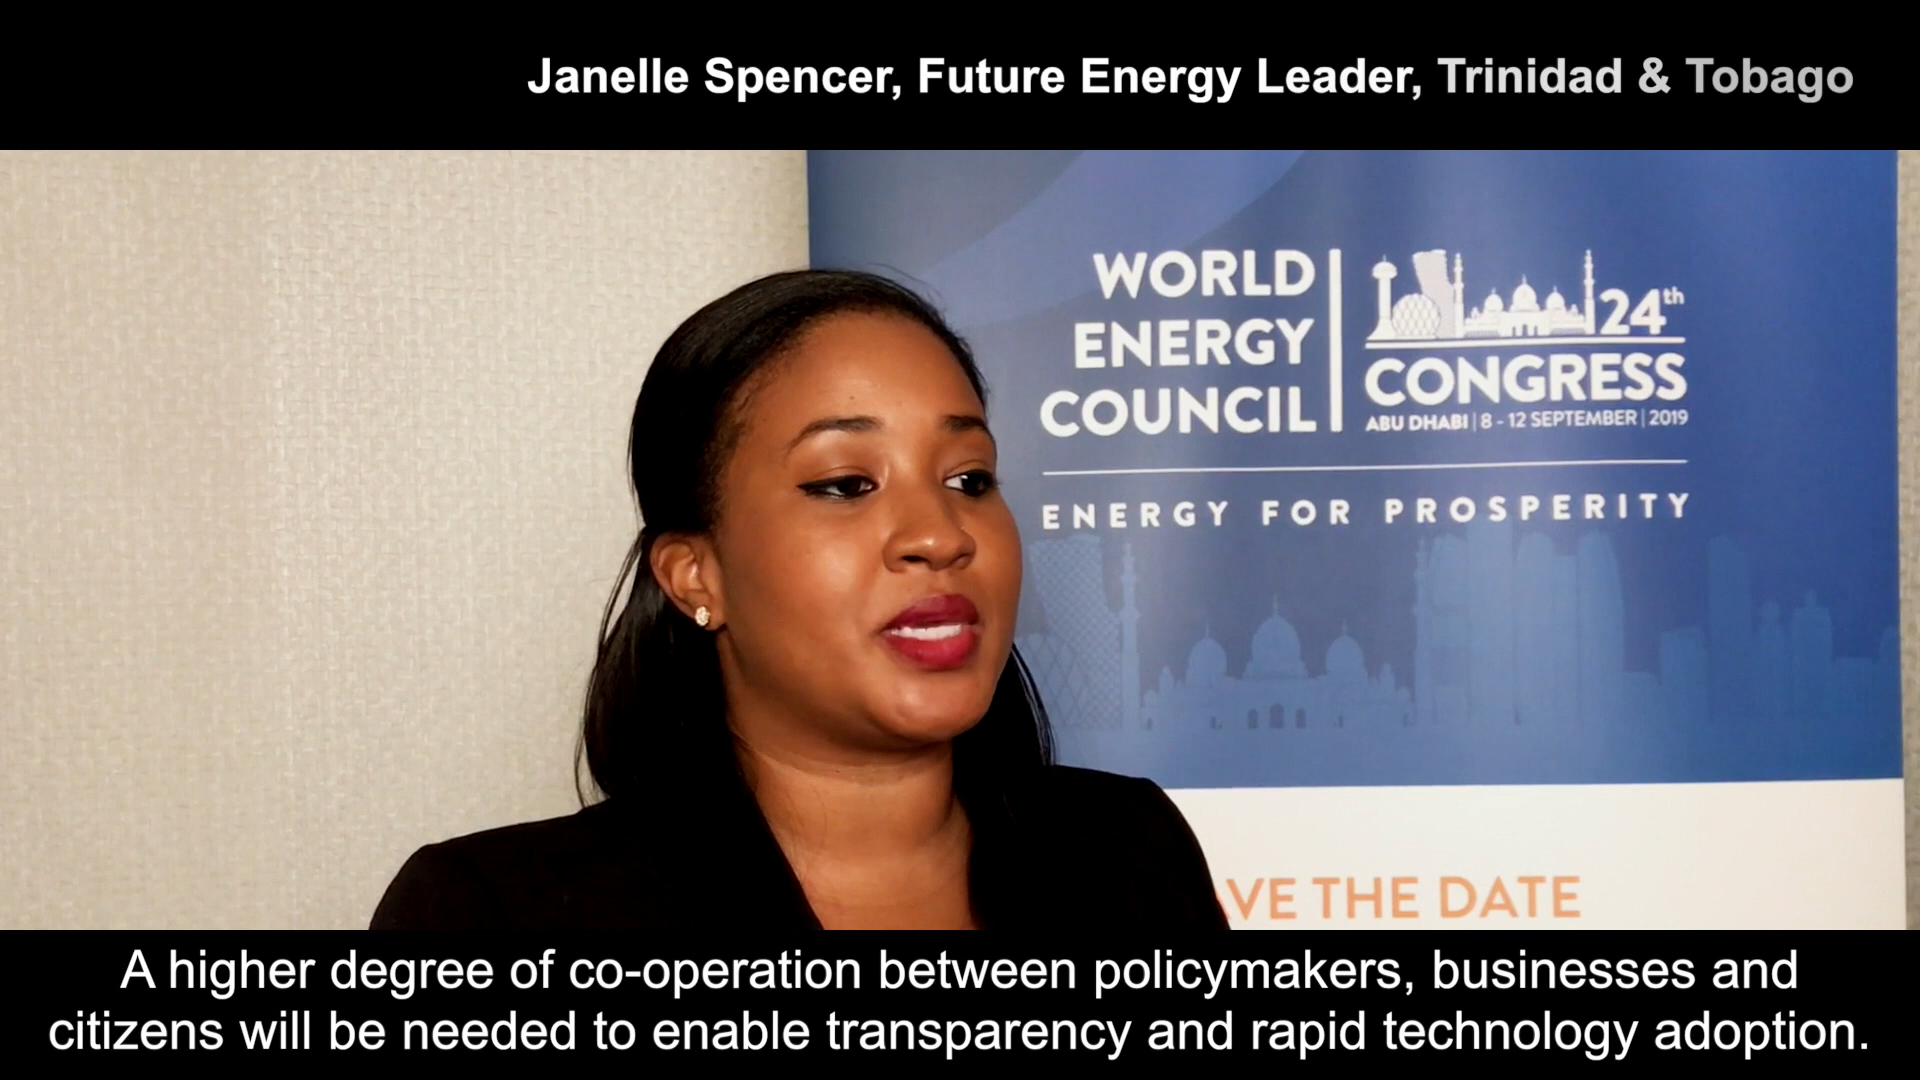 Janelle Spencer, Future Energy Leader, Trinidad & Tobago
WORLD
ENERGY
COUNCIL
24th
CONGRESS
ABU DHABI | 8 - 12 SEPTEMBER | 2019
ENERGY FOR PROSPERITY
AVE THE DATE
A higher degree of co-operation between policymakers, businesses and
citizens will be needed to enable transparency and rapid technology adoption.